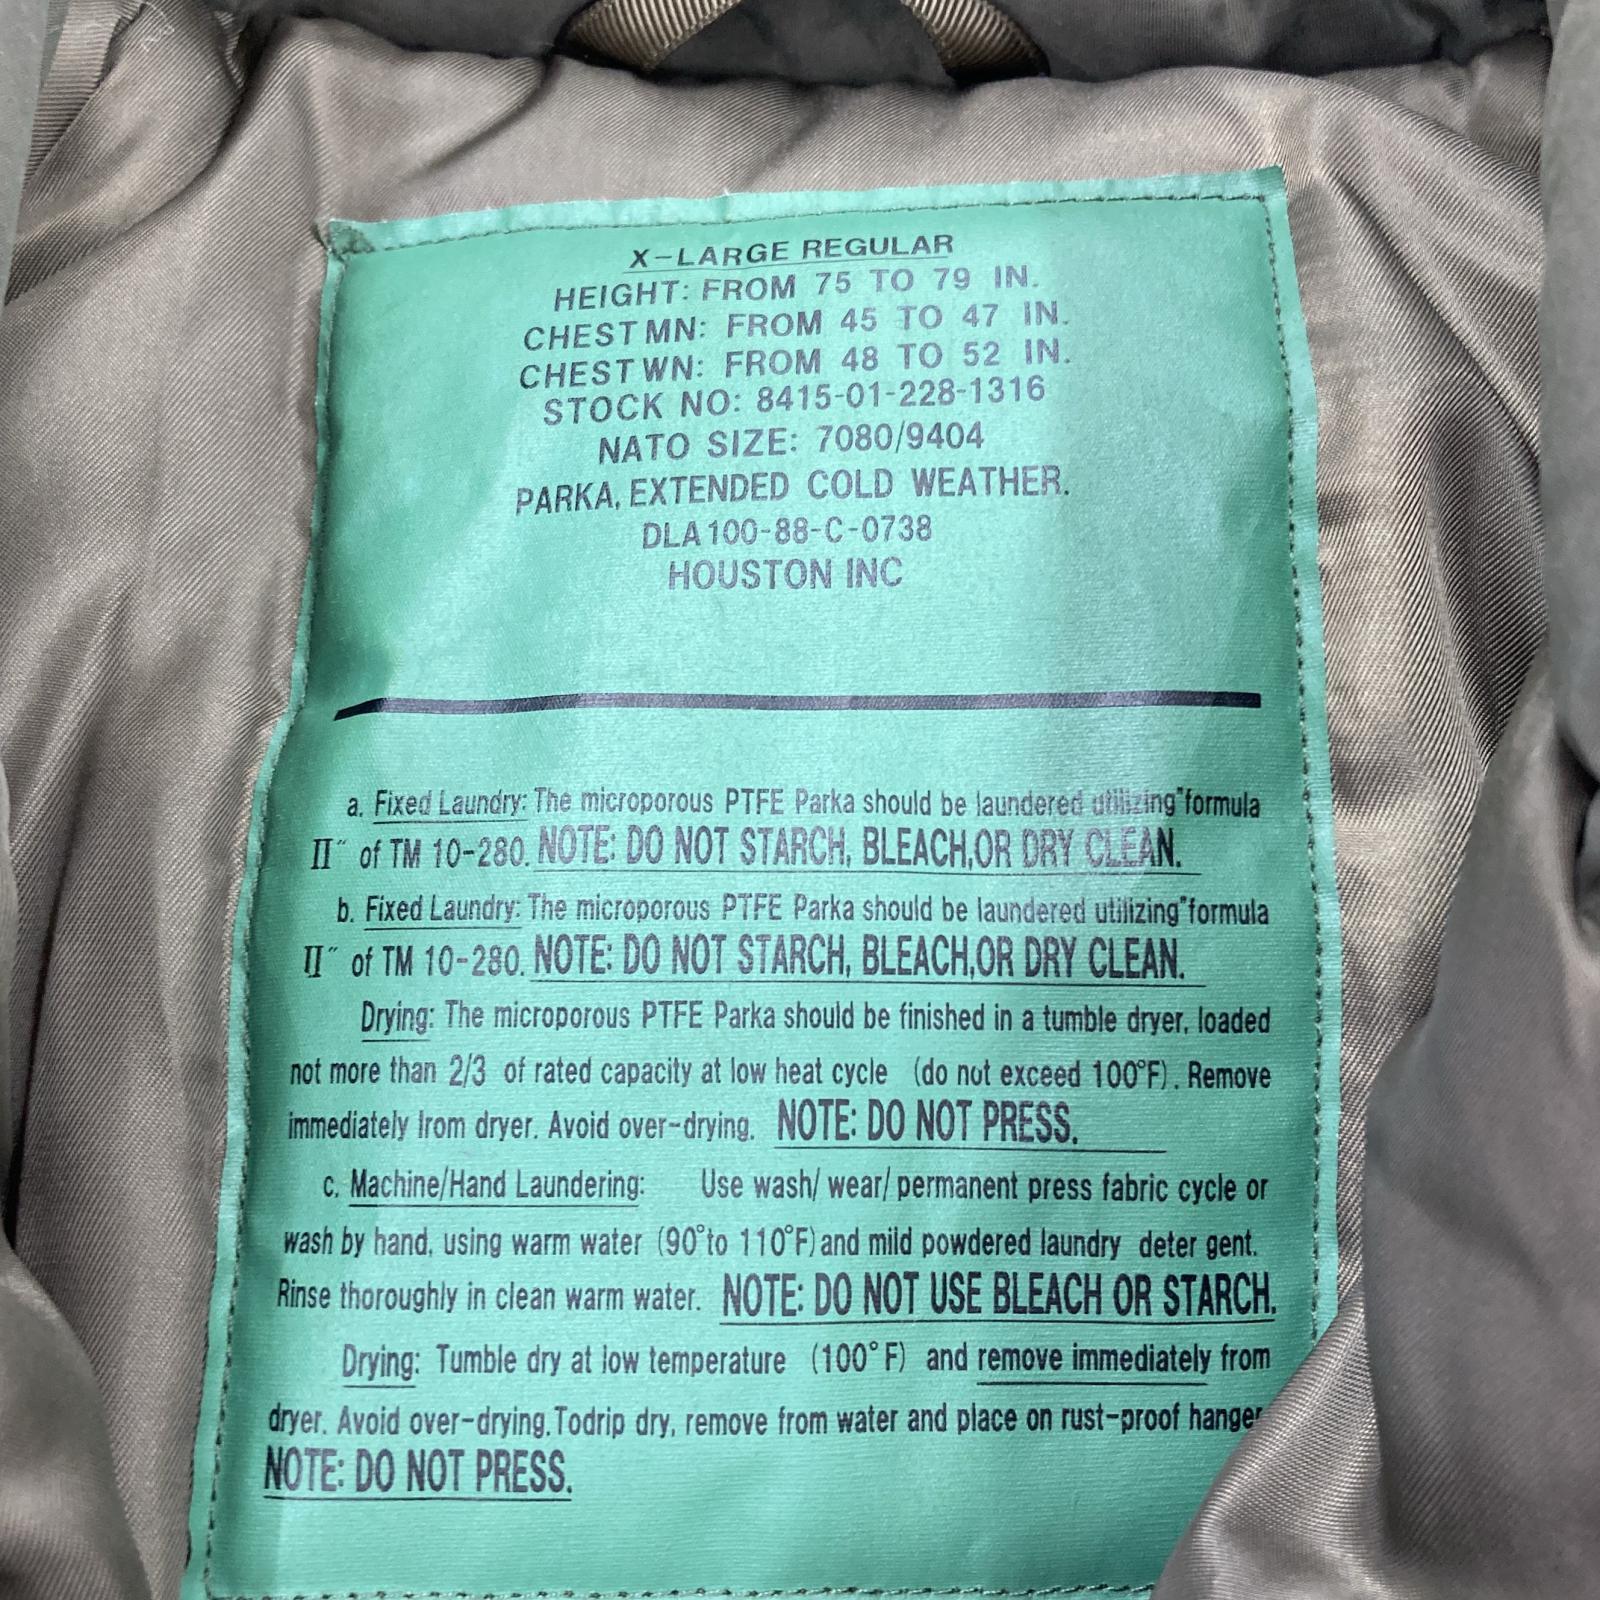 X-LARGE REGULAR
HEIGHT: FROM 75 TO 79 IN.
CHEST MN: FROM 45 TO 47 IN.
CHEST WN: FROM 48 TO 52 IN.
STOCK NO: 8415-01-228-1316
NATO SIZE: 7080/9404
PARKA, EXTENDED COLD WEATHER.
DLA100-88-C-0738
HOUSTON INC
a. Fixed Laundry: The microporous PTFE Parka should be laundered utilizing"formula
II" of TM 10-280. NOTE: DO NOT STARCH, BLEACH,OR DRY CLEAN.
b. Fixed Laundry: The microporous PTFE Parka should be laundered utilizing"formula
II" of TM 10-280. NOTE: DO NOT STARCH, BLEACH,OR DRY CLEAN.
Drying: The microporous PTFE Parka should be finished in a tumble dryer, loaded
not more than 2/3 of rated capacity at low heat cycle (do not exceed 100°F). Remove
immediately Irom dryer. Avoid over-drying. NOTE: DO NOT PRESS.
c. Machine/Hand Laundering: Use wash/ wear/ permanent press fabric cycle or
wash by hand, using warm water (90°to 110°F)and mild powdered laundry deter gent.
Rinse thoroughly in clean warm water. NOTE: DO NOT USE BLEACH OR STARCH.
Drying: Tumble dry at low temperature (100°F) and remove immediately from
dryer. Avoid over-drying.Todrip dry, remove from water and place on rust-proof hanger
NOTE: DO NOT PRESS.